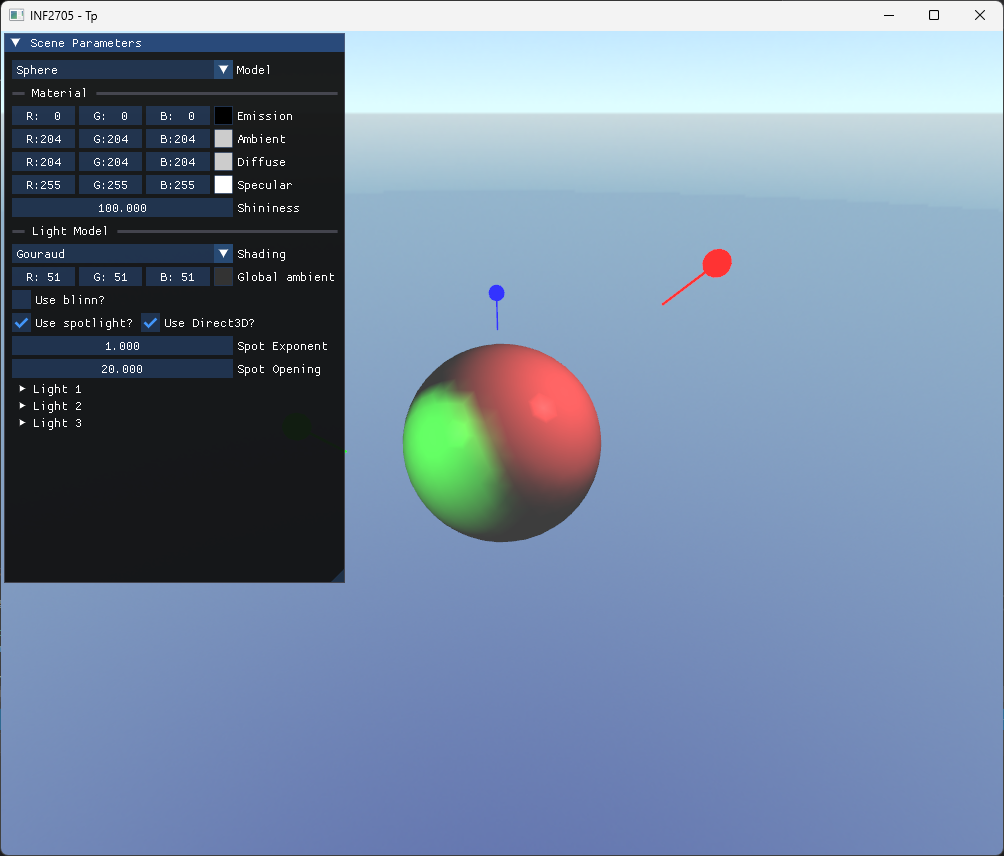 INF2705 - Tp
Scene Parameters
Sphere Model
Material
R: 0 G: 0 B: 0 Emission
R:204 G:204 B:204 Ambient
R:204 G:204 B:204 Diffuse
R:255 G:255 B:255 Specular
100.000 Shininess
Light Model
Gouraud Shading
R: 51 G: 51 B: 51 Global ambient
Use blinn?
Use spotlight? Use Direct3D?
1.000 Spot Exponent
20.000 Spot Opening
Light 1
Light 2
Light 3